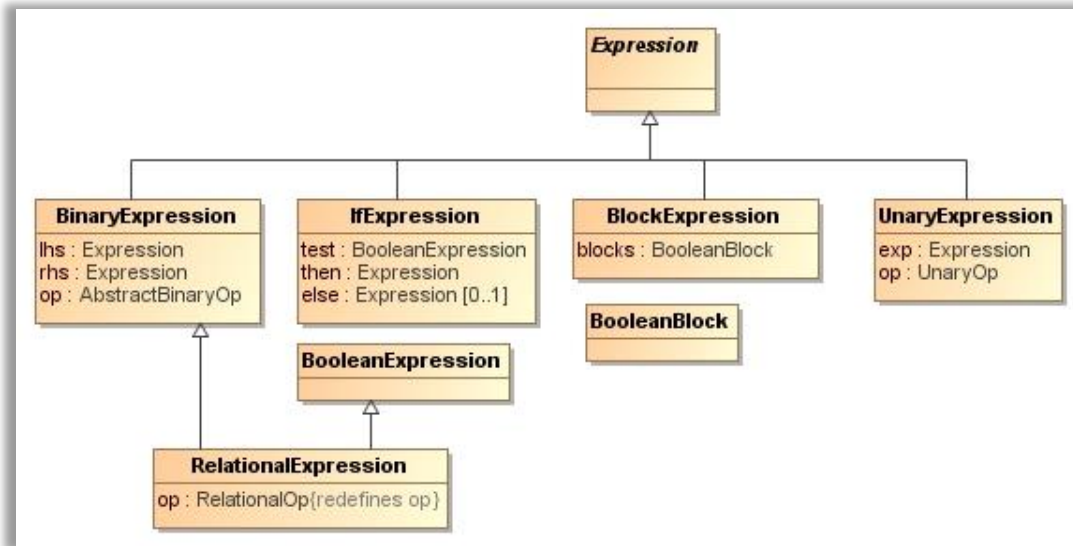 Expression
BinaryExpression
lhs : Expression
rhs : Expression
op : AbstractBinaryOp
IfExpression
test : BooleanExpression
then : Expression
else : Expression [0..1]
BlockExpression
blocks : BooleanBlock
UnaryExpression
exp : Expression
op : UnaryOp
BooleanBlock
BooleanExpression
RelationalExpression
op : RelationalOp{redefines op}